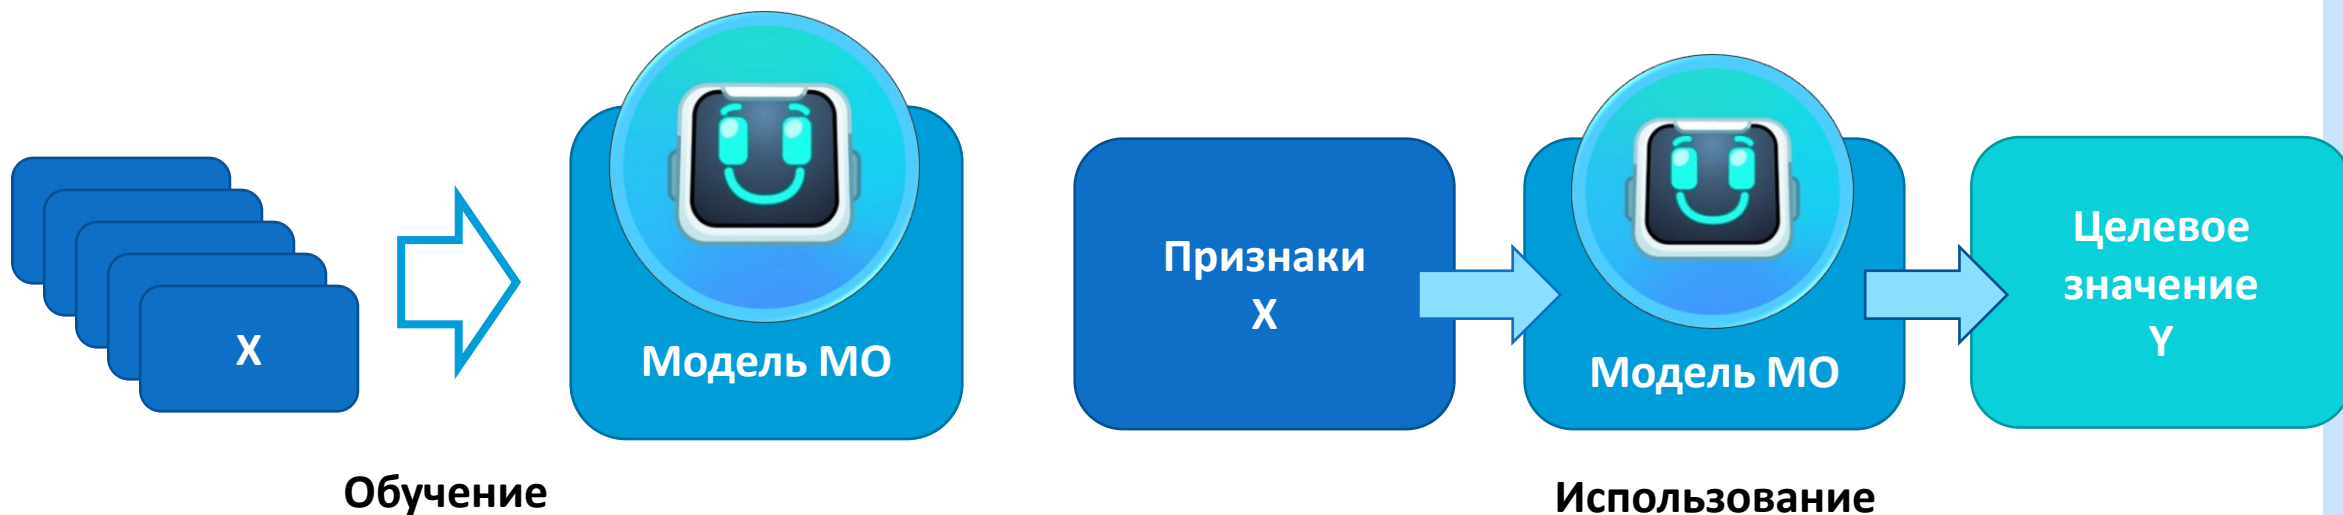 X
Модель МО
Обучение
Признаки
X
Модель МО
Целевое
значение
Y
Использование